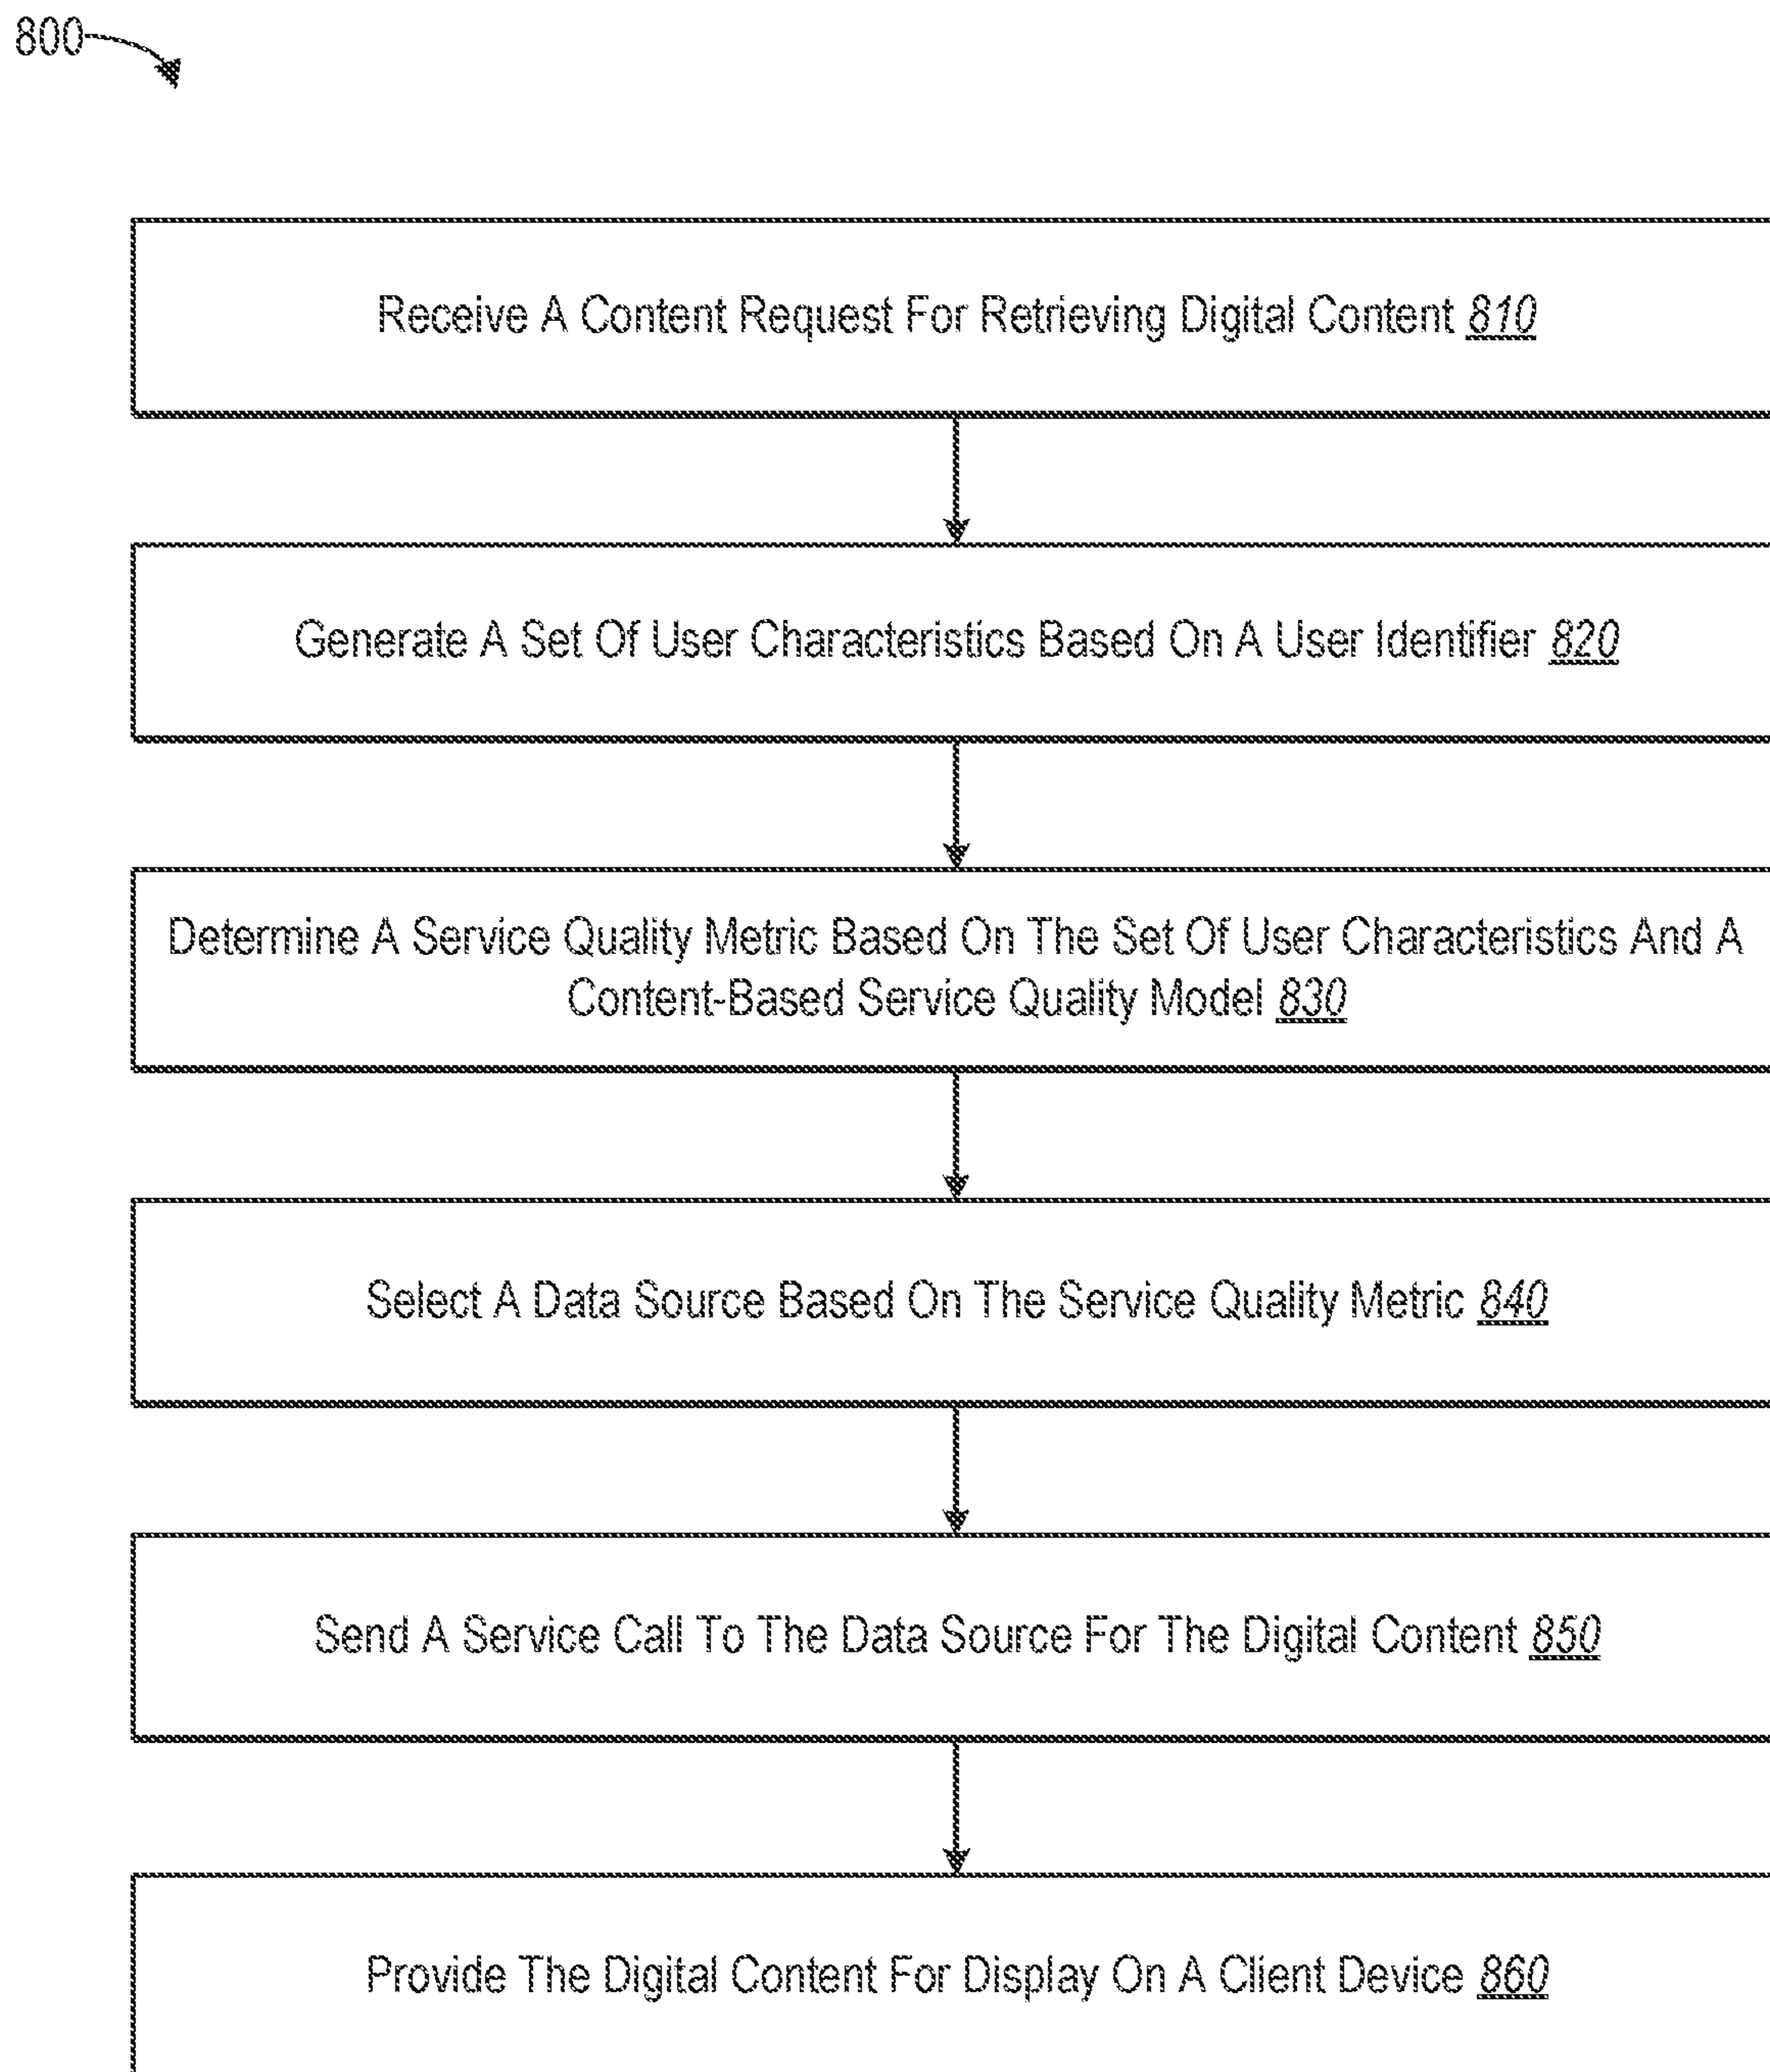 800
Receive A Content Request For Retrieving Digital Content 810
Generate A Set Of User Characteristics Based On A User Identifier 820
Determine A Service Quality Metric Based On The Set Of User Characteristics And A
Content-Based Service Quality Model 830
Select A Data Source Based On The Service Quality Metric 840
Send A Service Call To The Data Source For The Digital Content 850
Provide The Digital Content For Display On A Client Device 860